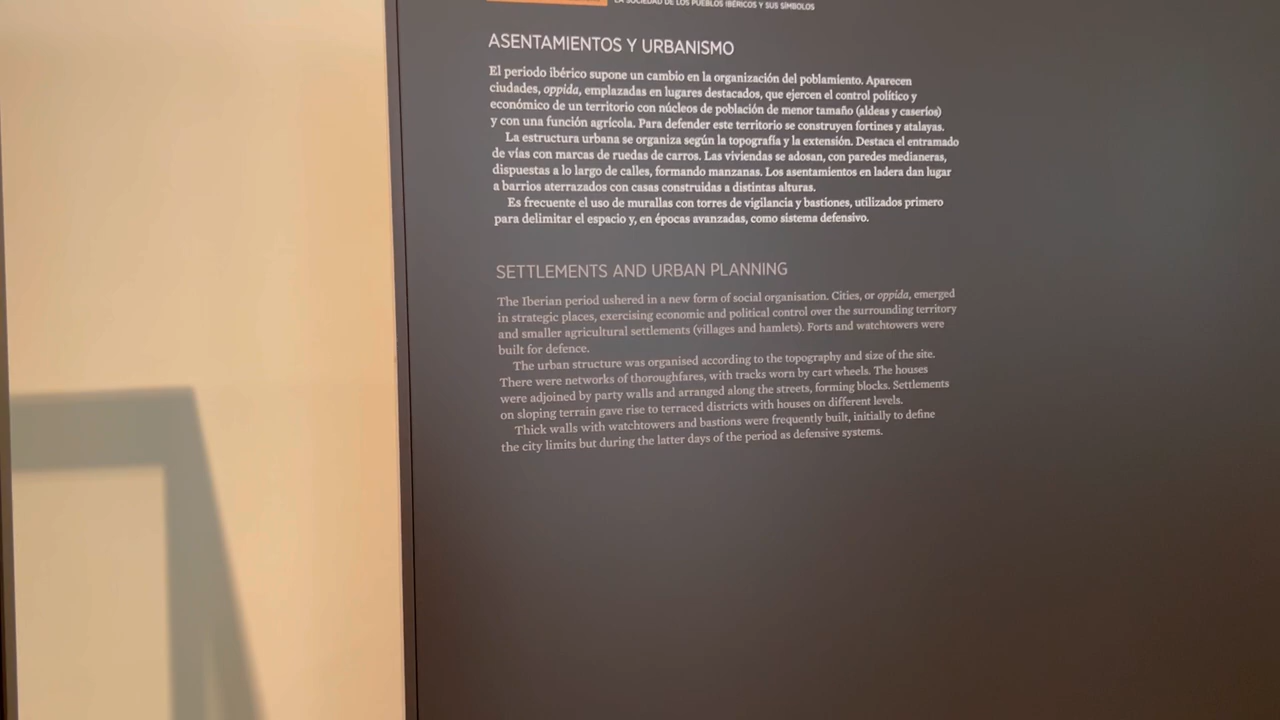 LA SOCIEDAD DE LOS PUEBLOS IBÉRICOS Y SUS SÍMBOLOS
ASENTAMIENTOS Y URBANISMO
El periodo ibérico supone un cambio en la organización del poblamiento. Aparecen
ciudades, oppida, emplazadas en lugares destacados, que ejercen el control político y
económico de un territorio con núcleos de población de menor tamaño (aldeas y caseríos)
y con una función agrícola. Para defender este territorio se construyen fortines y atalayas.
La estructura urbana se organiza según la topografía y la extensión. Destaca el entramado
de vías con marcas de ruedas de carros. Las viviendas se adosan, con paredes medianeras,
dispuestas a lo largo de calles, formando manzanas. Los asentamientos en ladera dan lugar
a barrios aterrazados con casas construidas a distintas alturas.
Es frecuente el uso de murallas con torres de vigilancia y bastiones, utilizados primero
para delimitar el espacio y, en épocas avanzadas, como sistema defensivo.
SETTLEMENTS AND URBAN PLANNING
The Iberian period ushered in a new form of social organisation. Cities, or oppida, emerged
in strategic places, exercising economic and political control over the surrounding territory
and smaller agricultural settlements (villages and hamlets). Forts and watchtowers were
built for defence.
The urban structure was organised according to the topography and size of the site.
There were networks of thoroughfares, with tracks worn by cart wheels. The houses
were adjoined by party walls and arranged along the streets, forming blocks. Settlements
on sloping terrain gave rise to terraced districts with houses on different levels.
Thick walls with watchtowers and bastions were frequently built, initially to define
the city limits but during the latter days of the period as defensive systems.